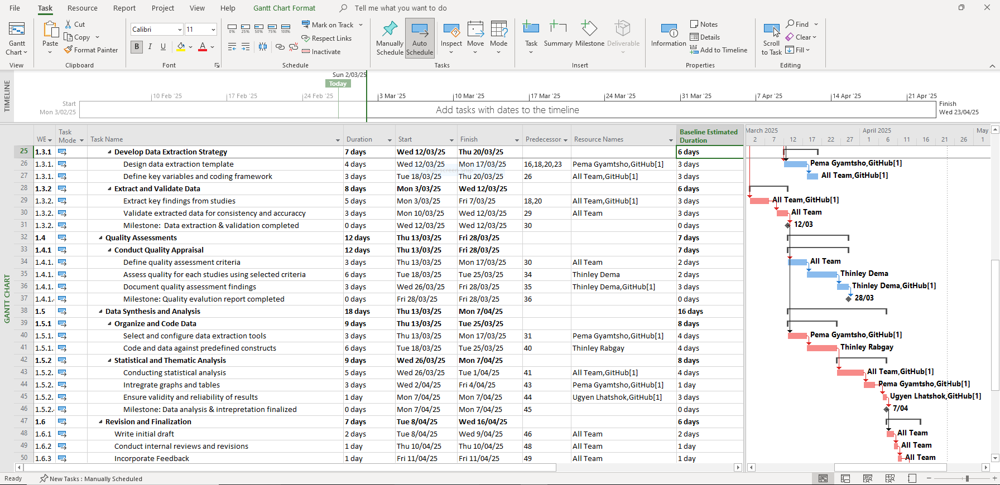 File Task Resource Report Project View Help Gantt Chart Format Tell me what you want to do
Gantt Chart
View
Paste
Cut
Copy
Format Painter
Clipboard
Calibri 11
B I U A
Font
0% 25% 50% 75% 100%
Mark on Track
Respect Links
Inactivate
Schedule
Manually Schedule
Auto Schedule
Inspect
Move
Mode
Tasks
Task
Summary
Milestone
Deliverable
Insert
Information
Notes
Details
Add to Timeline
Properties
Scroll to Task
Find
Clear
Fill
Editing
TIMELINE
Sun 2/03/25
Today
10 Feb '25 17 Feb '25 24 Feb '25 3 Mar '25 10 Mar '25 17 Mar '25 24 Mar '25 31 Mar '25 7 Apr '25 14 Apr '25 21 Apr '25
Start
Mon 3/02/25
Add tasks with dates to the timeline
Finish
Wed 23/04/25
GANTT CHART
WE Task Mode Task Name Duration Start Finish Predecessor Resource Names Baseline Estimated Duration
25 1.3.1 Develop Data Extraction Strategy 7 days Wed 12/03/25 Thu 20/03/25 6 days
26 1.3.1. Design data extraction template 4 days Wed 12/03/25 Mon 17/03/25 16,18,20,23 Pema Gyamtsho,GitHub[1] 3 days
27 1.3.1. Define key variables and coding framework 3 days Tue 18/03/25 Thu 20/03/25 26 All Team,GitHub[1] 3 days
28 1.3.2 Extract and Validate Data 8 days Mon 3/03/25 Wed 12/03/25 6 days
29 1.3.2. Extract key findings from studies 5 days Mon 3/03/25 Fri 7/03/25 18,20 All Team,GitHub[1] 3 days
30 1.3.2. Validate extracted data for consistency and accuraccy 3 days Mon 10/03/25 Wed 12/03/25 29 All Team 3 days
31 1.3.2. Milestone: Data extraction & validation completed 0 days Wed 12/03/25 Wed 12/03/25 30 0 days
32 1.4 Quality Assessments 12 days Thu 13/03/25 Fri 28/03/25 7 days
33 1.4.1 Conduct Quality Appraisal 12 days Thu 13/03/25 Fri 28/03/25 7 days
34 1.4.1. Define quality assessment criteria 3 days Thu 13/03/25 Mon 17/03/25 30 All Team 2 days
35 1.4.1. Assess quality for each studies using selected criteria 6 days Tue 18/03/25 Tue 25/03/25 34 Thinley Dema 2 days
36 1.4.1. Document quality assessment findings 3 days Wed 26/03/25 Fri 28/03/25 35 Thinley Dema,GitHub[1] 3 days
37 1.4.1. Milestone: Quality evalution report completed 0 days Fri 28/03/25 Fri 28/03/25 36 0 days
38 1.5 Data Synthesis and Analysis 18 days Thu 13/03/25 Mon 7/04/25 16 days
39 1.5.1 Organize and Code Data 9 days Thu 13/03/25 Tue 25/03/25 8 days
40 1.5.1. Select and configure data extraction tools 3 days Thu 13/03/25 Mon 17/03/25 31 Pema Gyamtsho,GitHub[1] 4 days
41 1.5.1. Code and data against predefined constructs 6 days Tue 18/03/25 Tue 25/03/25 40 Thinley Rabgay 4 days
42 1.5.2 Statistical and Thematic Analysis 9 days Wed 26/03/25 Mon 7/04/25 8 days
43 1.5.2. Conducting statistical analysis 5 days Wed 26/03/25 Tue 1/04/25 41 All Team,GitHub[1] 4 days
44 1.5.2. Intregrate graphs and tables 3 days Wed 2/04/25 Fri 4/04/25 43 Pema Gyamtsho,GitHub[1] 1 day
45 1.5.2. Ensure validity and reliability of results 1 day Mon 7/04/25 Mon 7/04/25 44 Ugyen Lhatshok,GitHub[1] 3 days
46 1.5.2. Milestone: Data analysis & intrepretation finalized 0 days Mon 7/04/25 Mon 7/04/25 45 0 days
47 1.6 Revision and Finalization 7 days Tue 8/04/25 Wed 16/04/25 6 days
48 1.6.1 Write initial draft 2 days Tue 8/04/25 Wed 9/04/25 46 All Team 2 days
49 1.6.2 Conduct internal reviews and revisions 1 day Thu 10/04/25 Thu 10/04/25 48 All Team 1 day
50 1.6.3 Incorporate Feedback 1 day Fri 11/04/25 Fri 11/04/25 49 All Team 1 day
March 2025 April 2025 May
2 7 12 17 22 27 1 6 11 16 21 26 1
Pema Gyamtsho,GitHub[1]
All Team,GitHub[1]
All Team,GitHub[1]
All Team
12/03
All Team
Thinley Dema
Thinley Dema,GitHub[1]
28/03
Pema Gyamtsho,GitHub[1]
Thinley Rabgay
All Team,GitHub[1]
Pema Gyamtsho,GitHub[1]
Ugyen Lhatshok,GitHub[1]
7/04
All Team
All Team
All Team
Ready New Tasks : Manually Scheduled